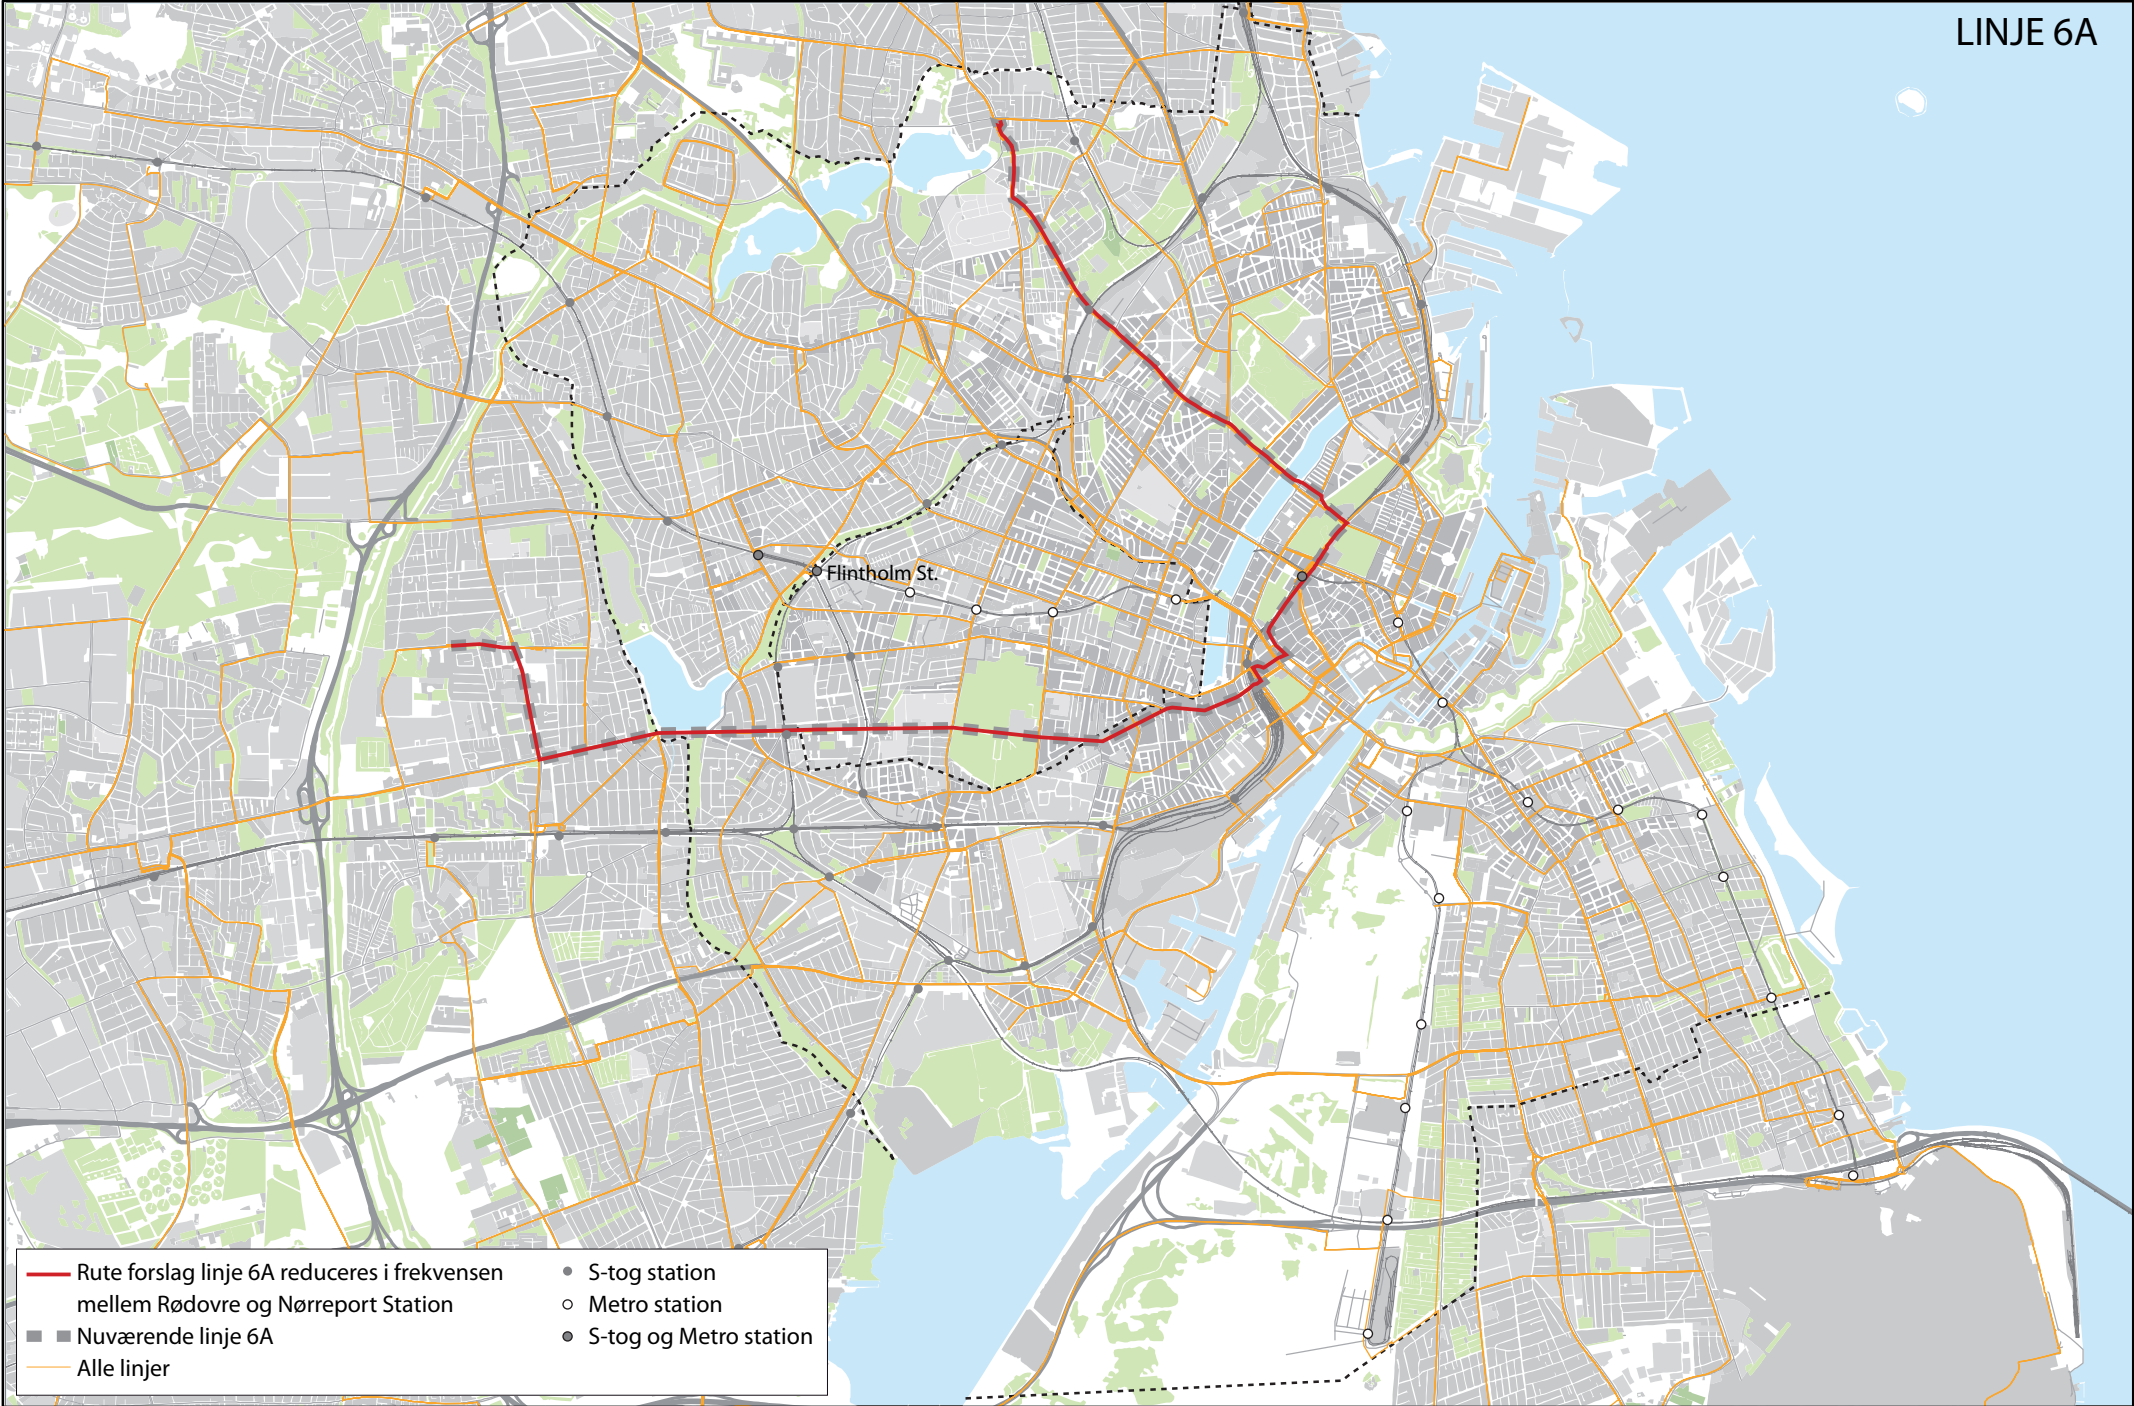 LINJE 6A
Flintholm St.
Rute forslag linje 6A reduceres i frekvensen
mellem Rødovre og Nørreport Station
Nuværende linje 6A
Alle linjer
S-tog station
Metro station
S-tog og Metro station